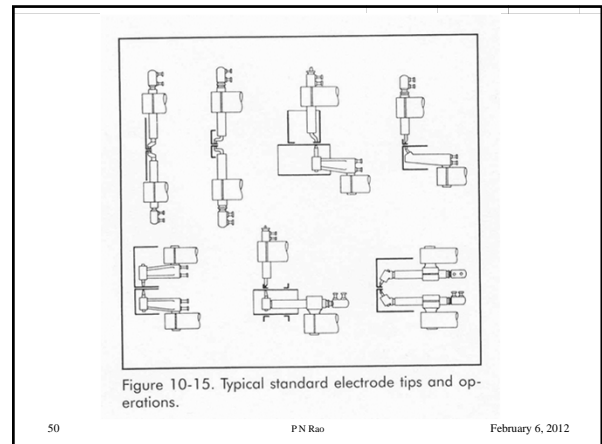 Figure 10-15. Typical standard electrode tips and op-
erations.
50
P N Rao
February 6, 2012